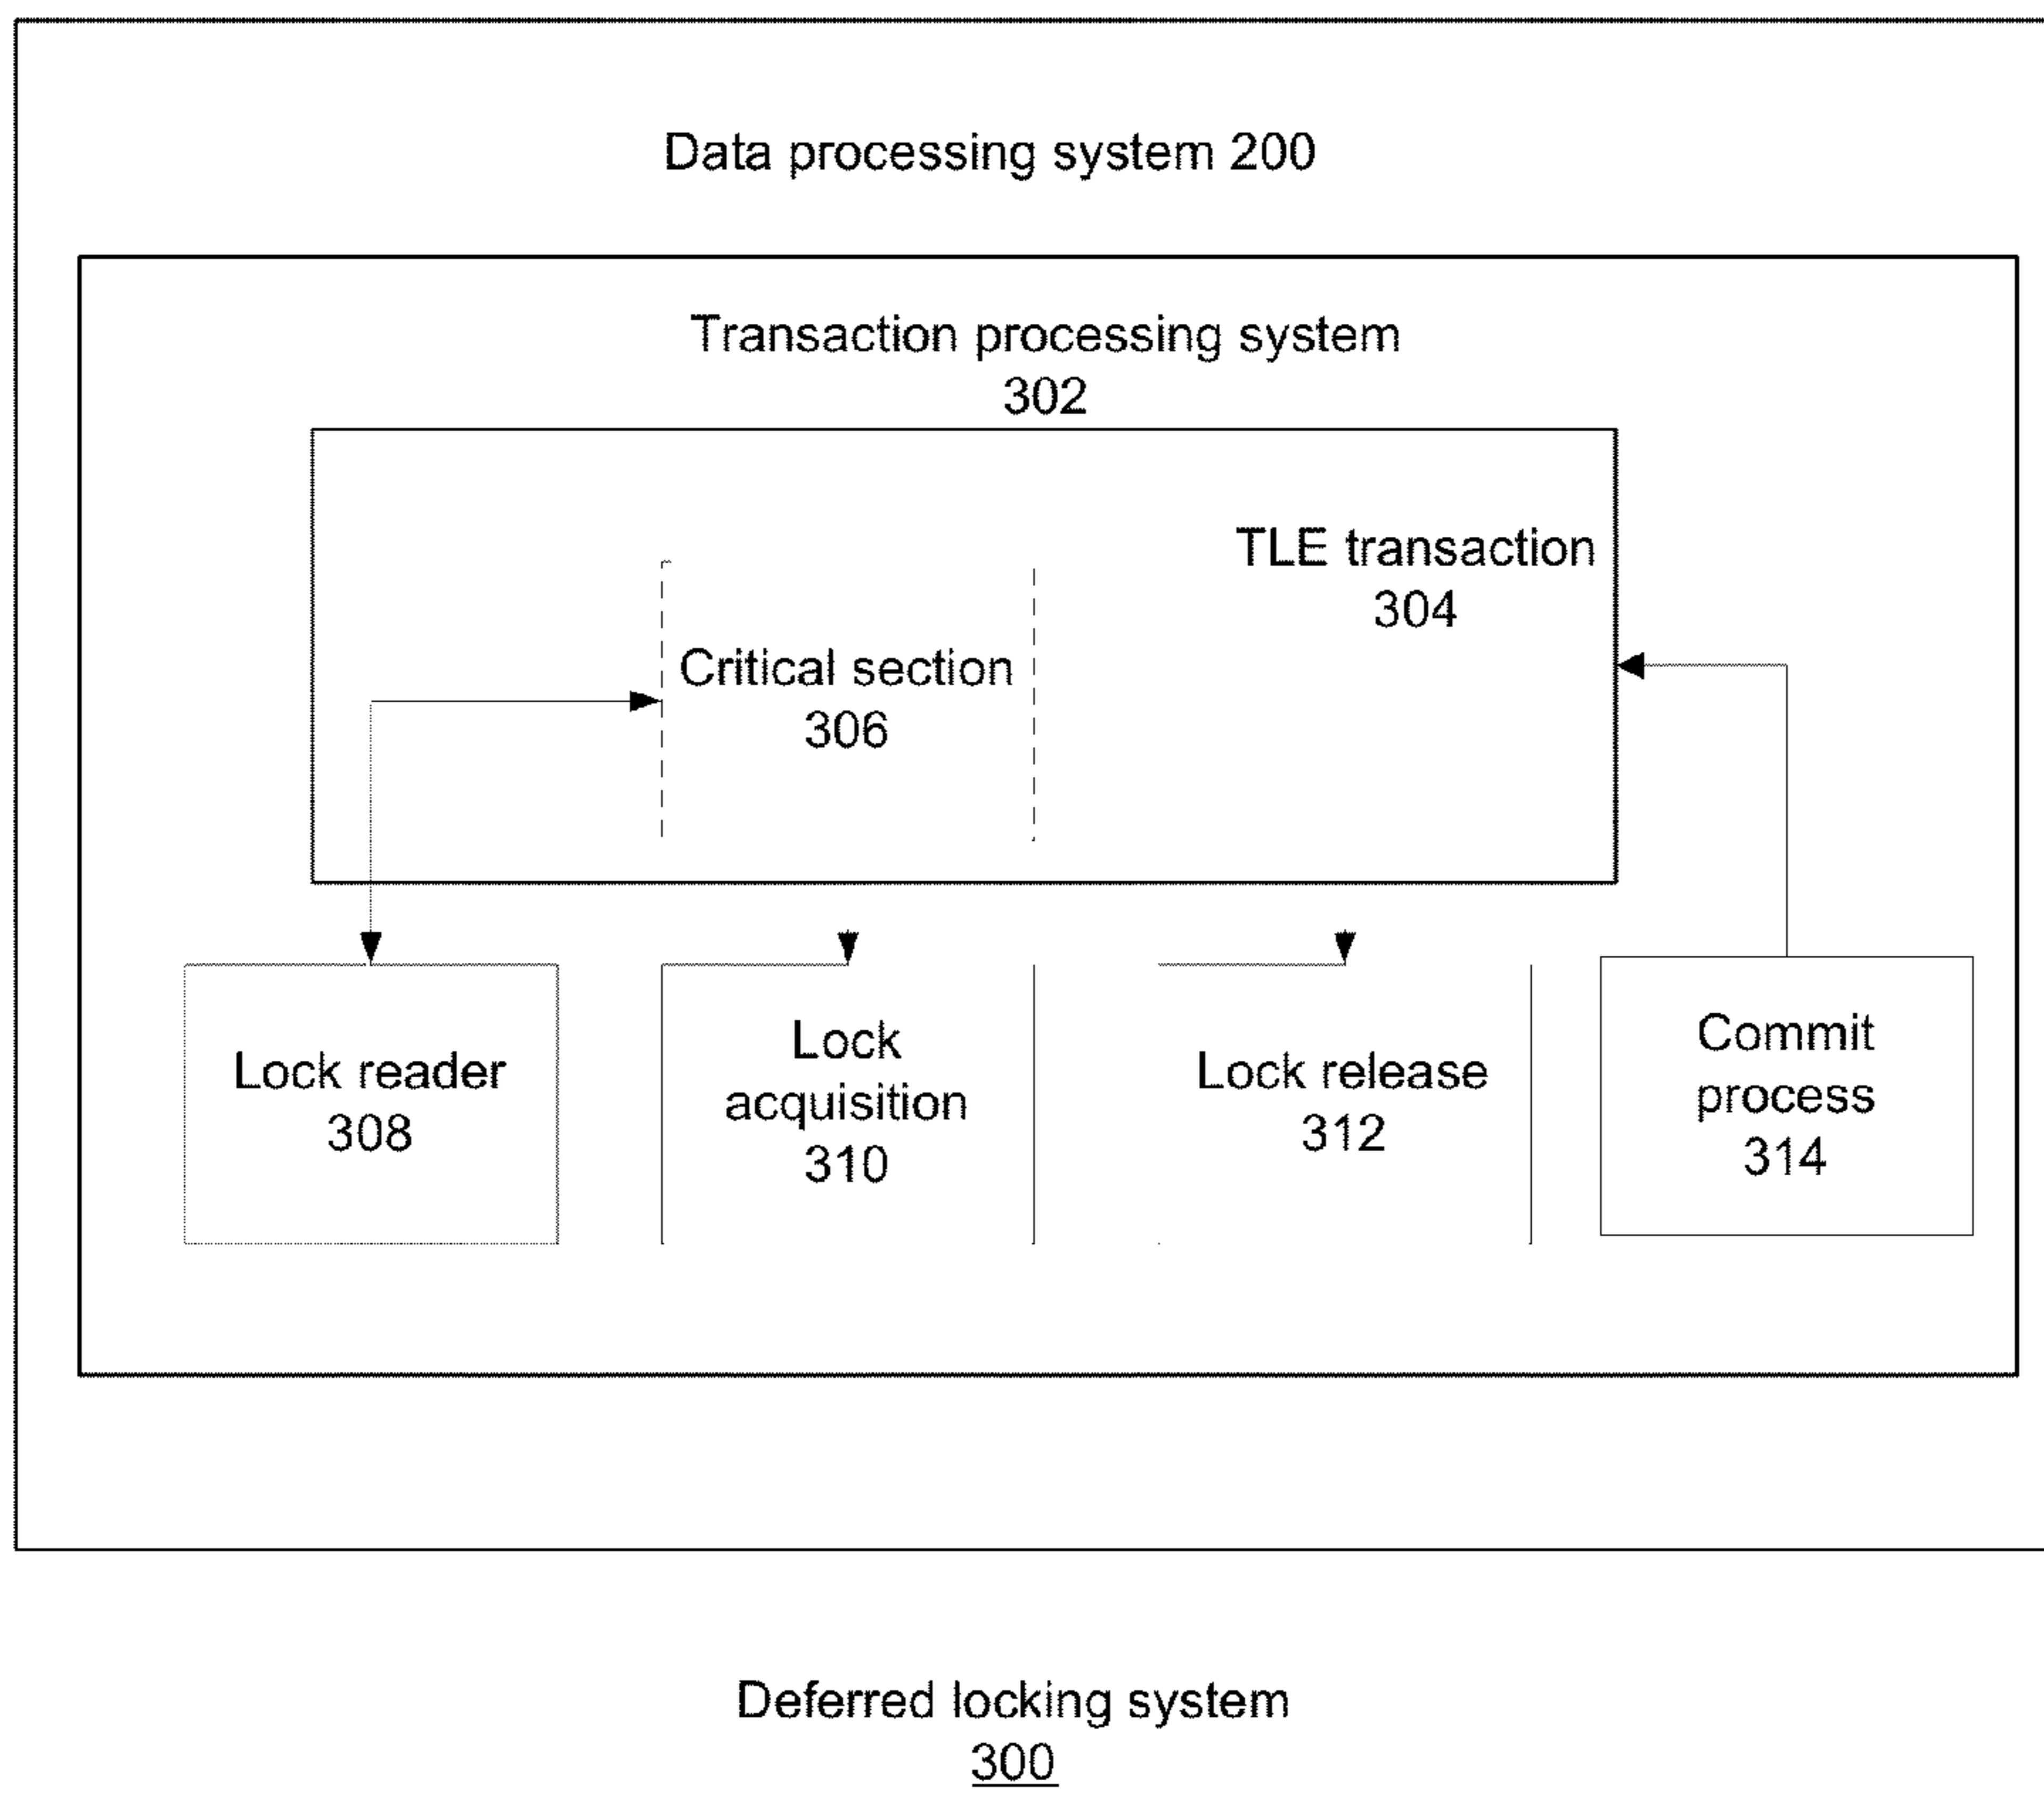 Data processing system 200
Transaction processing system
302
TLE transaction
304
Critical section
306
Lock reader
308
Lock
acquisition
310
Lock release
312
Commit
process
314
Deferred locking system
300